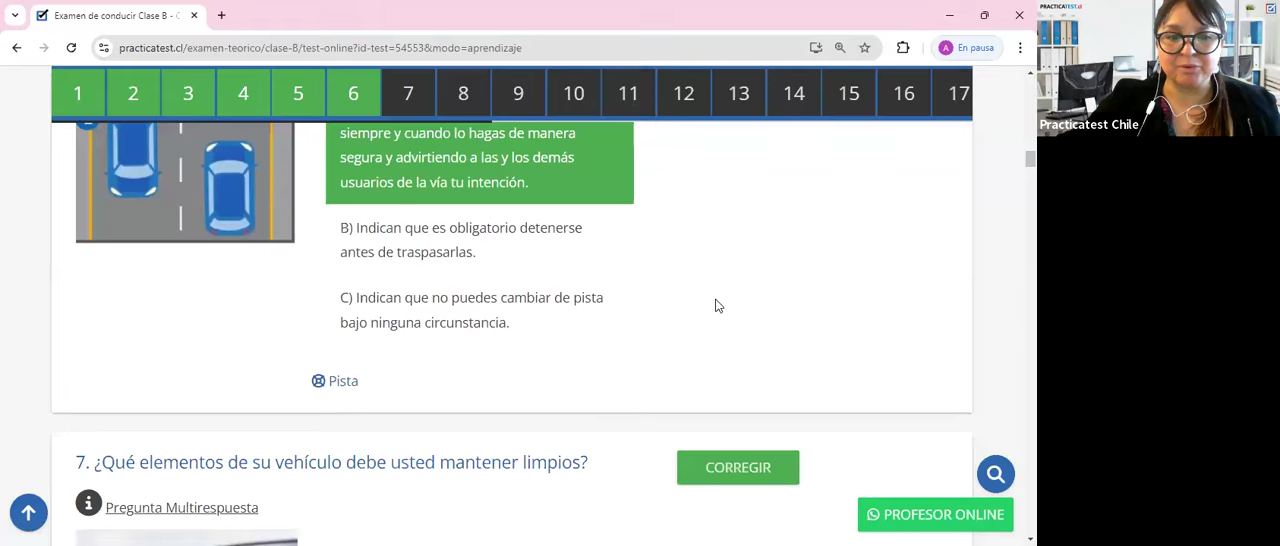 Examen de conducir Clase B - C
practicatest.cl/examen-teorico/clase-B/test-online?id-test=54553&modo=aprendizaje
A
En pausa
PRACTICATEST.cl
Practicatest Chile
1 2 3 4 5 6 7 8 9 10 11 12 13 14 15 16 17
siempre y cuando lo hagas de manera
segura y advirtiendo a las y los demás
usuarios de la vía tu intención.
B) Indican que es obligatorio detenerse
antes de traspasarlas.
C) Indican que no puedes cambiar de pista
bajo ninguna circunstancia.
Pista
7. ¿Qué elementos de su vehículo debe usted mantener limpios?
CORREGIR
i
Pregunta Multirespuesta
PROFESOR ONLINE